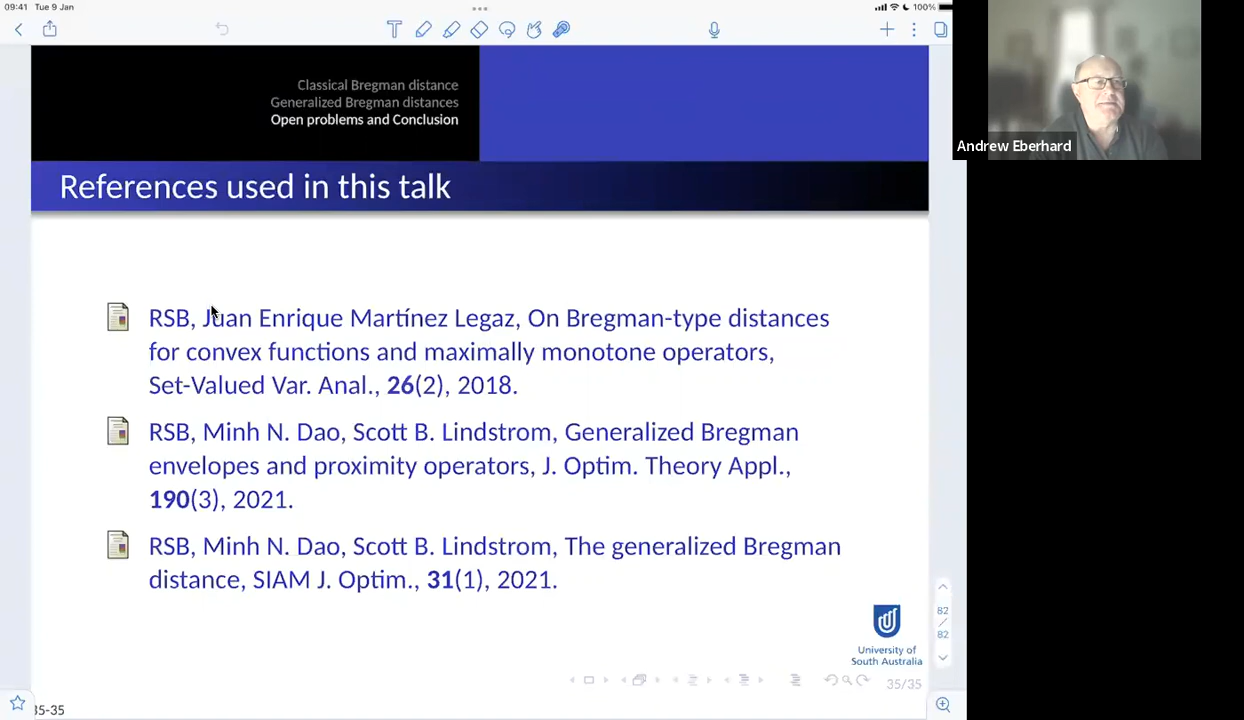 09:41 Tue 9 Jan
100%
Classical Bregman distance
Generalized Bregman distances
Open problems and Conclusion
Andrew Eberhard
References used in this talk
RSB, Juan Enrique Martínez Legaz, On Bregman-type distances
for convex functions and maximally monotone operators,
Set-Valued Var. Anal., 26(2), 2018.
RSB, Minh N. Dao, Scott B. Lindstrom, Generalized Bregman
envelopes and proximity operators, J. Optim. Theory Appl.,
190(3), 2021.
RSB, Minh N. Dao, Scott B. Lindstrom, The generalized Bregman
distance, SIAM J. Optim., 31(1), 2021.
University of
South Australia
82
/
82
35/35
35-35